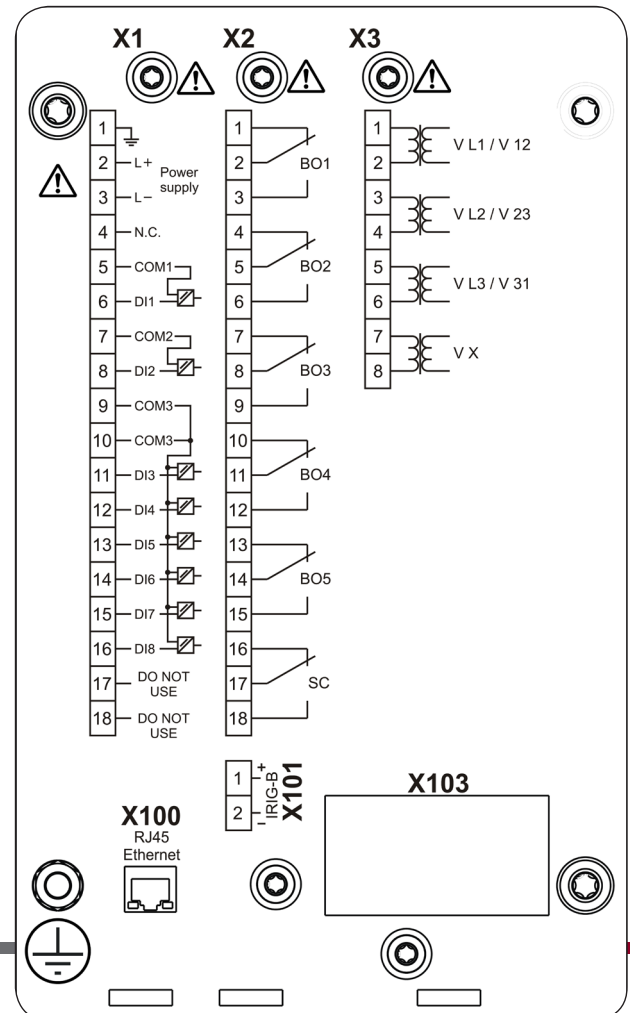 X1
X2
X3
1
2 L+
Power
supply
3 L−
4 N.C.
5 COM1
6 DI1
7 COM2
8 DI2
9 COM3
10 COM3
11 DI3
12 DI4
13 DI5
14 DI6
15 DI7
16 DI8
17 DO NOT
USE
18 DO NOT
USE
1
2 BO1
3
4
5 BO2
6
7
8 BO3
9
10
11 BO4
12
13
14 BO5
15
16
17 SC
18
1
2
V L1 / V 12
3
4
V L2 / V 23
5
6
V L3 / V 31
7
8
V X
1 +
2 −
IRIG-B
X101
X100
RJ45
Ethernet
X103